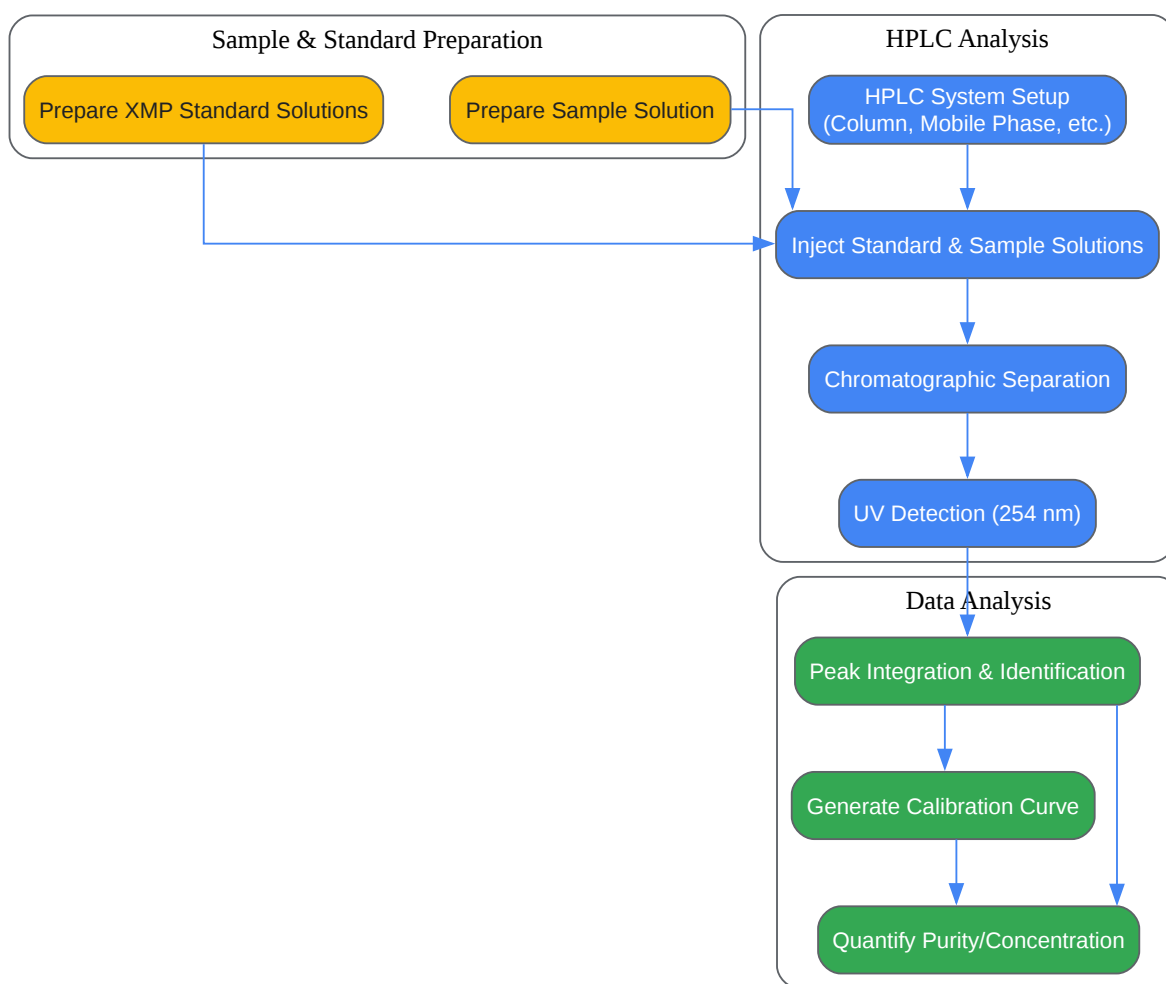 Sample & Standard Preparation
Prepare XMP Standard Solutions
Prepare Sample Solution
HPLC Analysis
HPLC System Setup
(Column, Mobile Phase, etc.)
Inject Standard & Sample Solutions
Chromatographic Separation
UV Detection (254 nm)
Data Analysis
Peak Integration & Identification
Generate Calibration Curve
Quantify Purity/Concentration